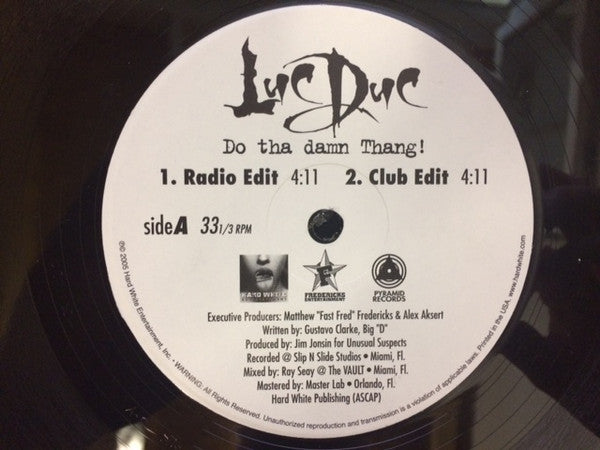 Luc Duc
Do tha damn Thang!
1. Radio Edit 4:11 2. Club Edit 4:11
side A 33 1/3 RPM
HARD WHITE
F
FREDERICKS
ENTERTAINMENT
PYRAMID
RECORDS
Executive Producers: Matthew "Fast Fred" Fredericks & Alex Aksert
Written by: Gustavo Clarke, Big "D"
Produced by: Jim Jonsin for Unusual Suspects
Recorded @ Slip N Slide Studios • Miami, Fl.
Mixed by: Ray Seay @ The VAULT • Miami, Fl.
Mastered by: Master Lab • Orlando, Fl.
Hard White Publishing (ASCAP)
℗© 2005 Hard White Entertainment, Inc. • WARNING: All Rights Reserved. Unauthorized reproduction and transmission is a violation of applicable laws. Printed in the USA. www.hardwhite.com